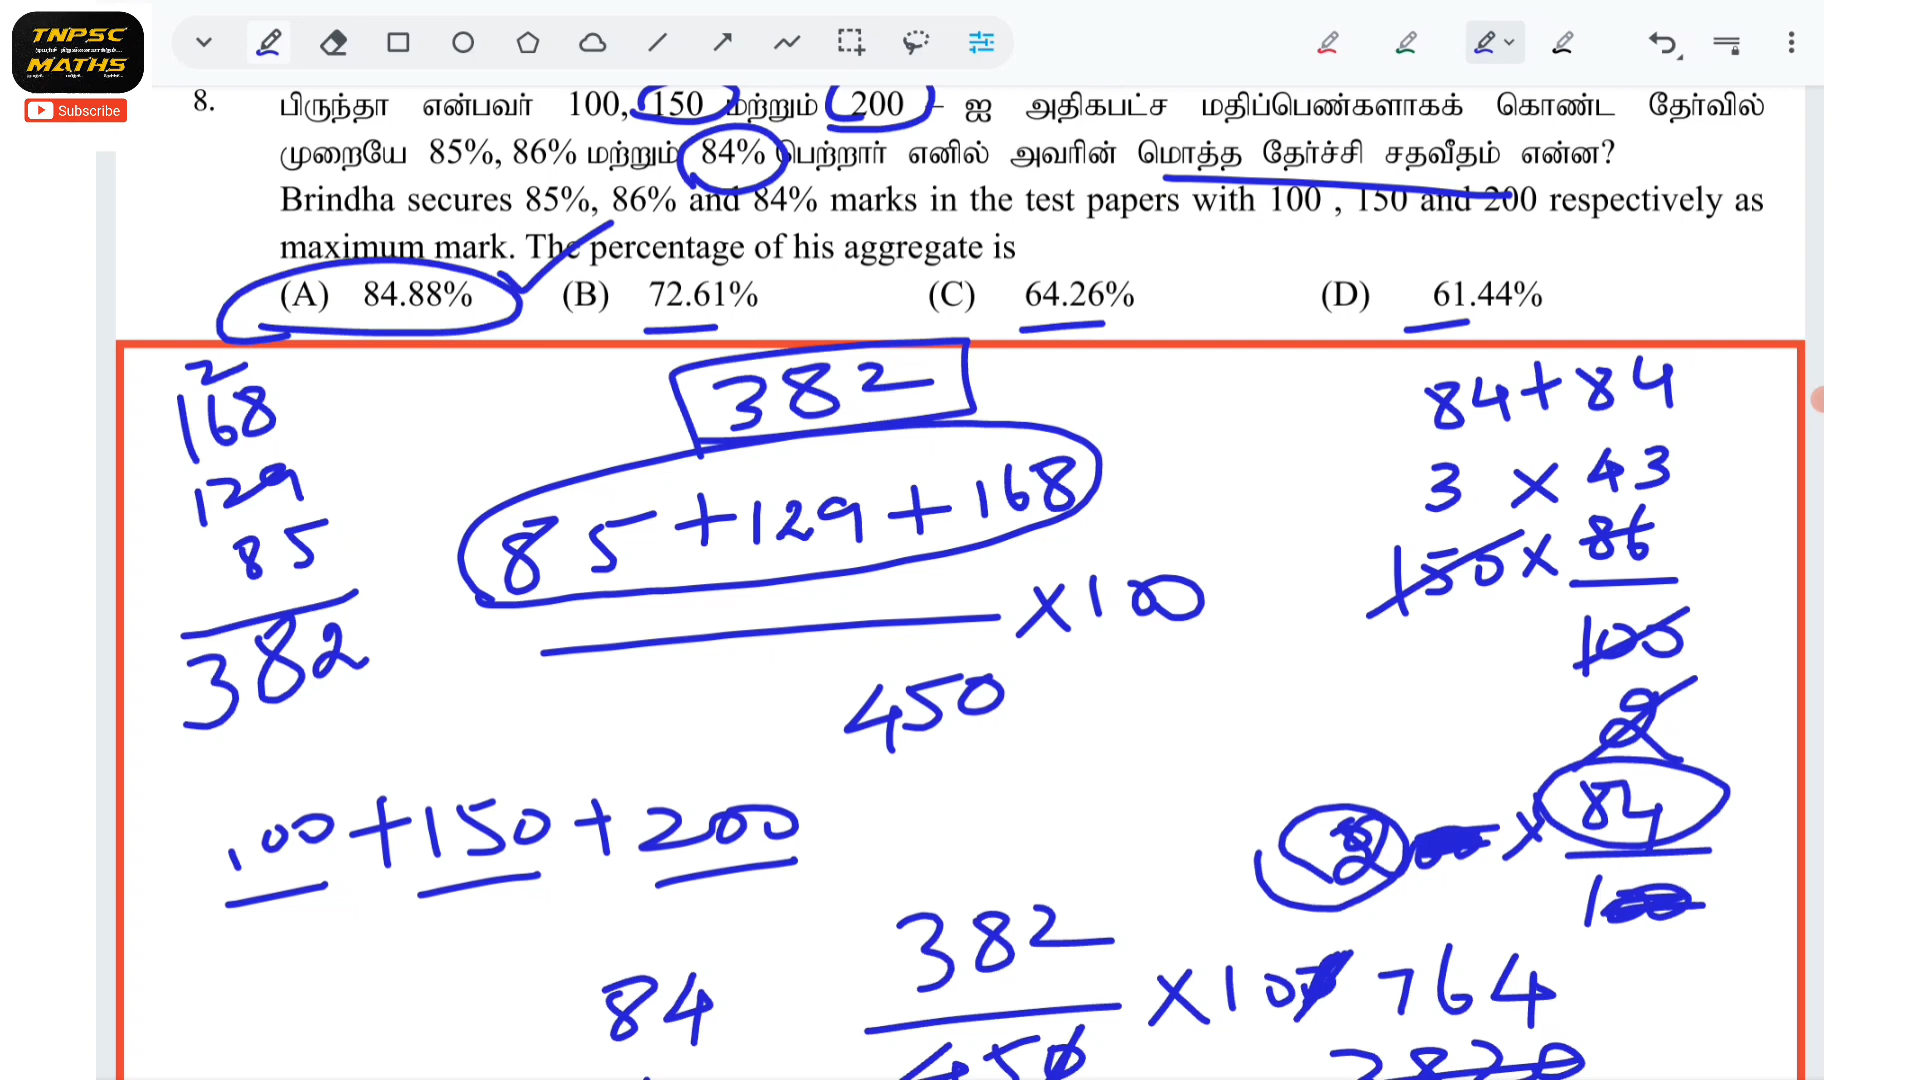 TNPSC
MATHS
Subscribe
8. பிருந்தா என்பவர் 100, 150 மற்றும் 200 - ஐ அதிகபட்ச மதிப்பெண்களாகக் கொண்ட தேர்வில்
முறையே 85%, 86% மற்றும் 84% பெற்றார் எனில் அவரின் மொத்த தேர்ச்சி சதவீதம் என்ன?
Brindha secures 85%, 86% and 84% marks in the test papers with 100 , 150 and 200 respectively as
maximum mark. The percentage of his aggregate is
(A) 84.88% (B) 72.61% (C) 64.26% (D) 61.44%
2
168
129
85
382
382
85+129+168
×100
450
84+84
3 × 43
150 × 86
100
2
× 84
100
100+150+200
84
382
×100
450
764
3820